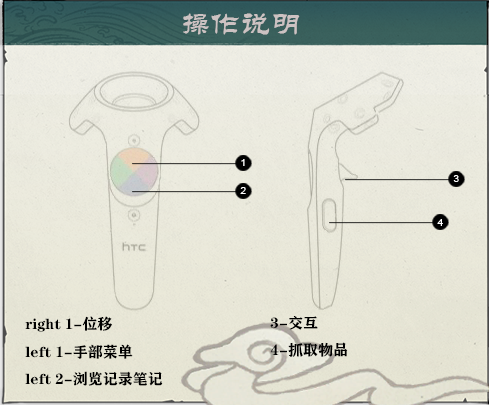 操作说明
1
2
3
4
hTC
right 1-位移
left 1-手部菜单
left 2-浏览记录笔记
3-交互
4-抓取物品